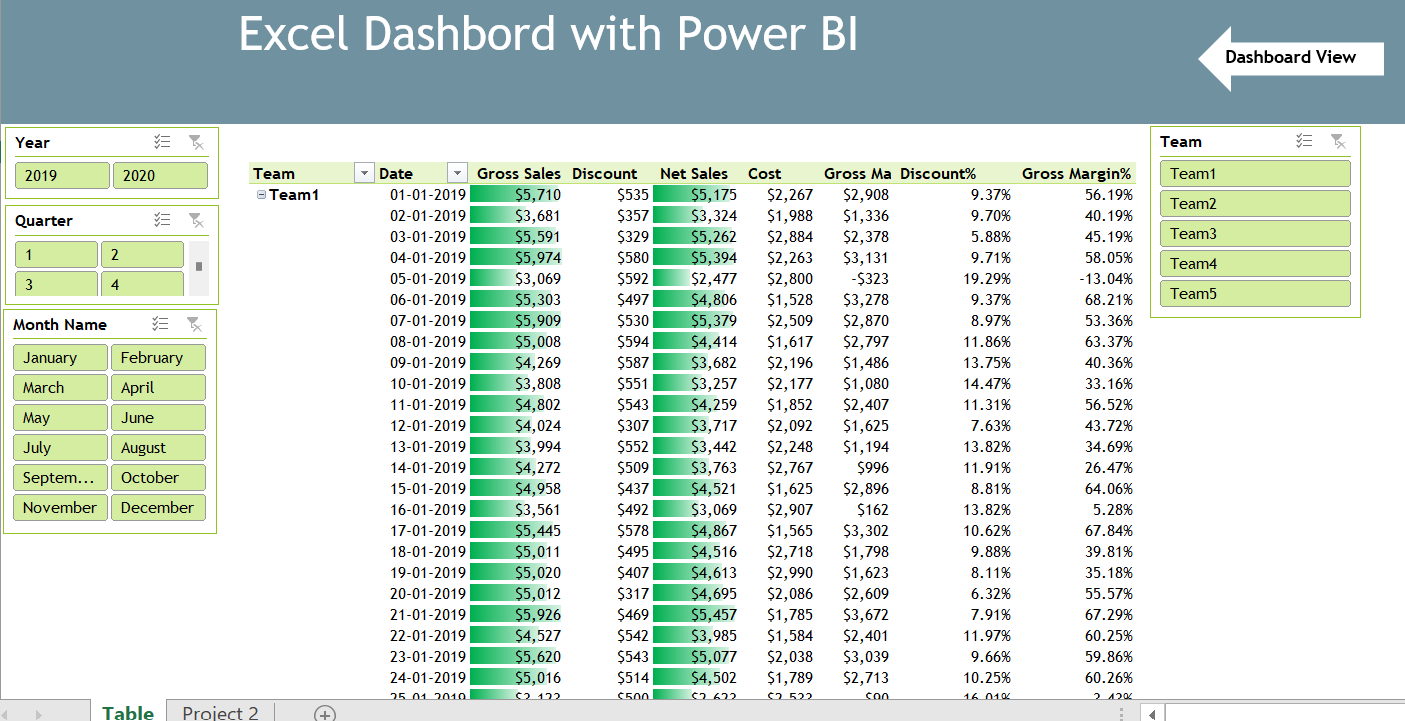 Excel Dashbord with Power BI
Dashboard View
Year
2019 2020
Quarter
1 2
3 4
Month Name
January February
March April
May June
July August
Septem... October
November December
Team Date Gross Sales Discount Net Sales Cost Gross Ma Discount% Gross Margin%
Team1 01-01-2019 $5,710 $535 $5,175 $2,267 $2,908 9.37% 56.19%
02-01-2019 $3,681 $357 $3,324 $1,988 $1,336 9.70% 40.19%
03-01-2019 $5,591 $329 $5,262 $2,884 $2,378 5.88% 45.19%
04-01-2019 $5,974 $580 $5,394 $2,263 $3,131 9.71% 58.05%
05-01-2019 $3,069 $592 $2,477 $2,800 -$323 19.29% -13.04%
06-01-2019 $5,303 $497 $4,806 $1,528 $3,278 9.37% 68.21%
07-01-2019 $5,909 $530 $5,379 $2,509 $2,870 8.97% 53.36%
08-01-2019 $5,008 $594 $4,414 $1,617 $2,797 11.86% 63.37%
09-01-2019 $4,269 $587 $3,682 $2,196 $1,486 13.75% 40.36%
10-01-2019 $3,808 $551 $3,257 $2,177 $1,080 14.47% 33.16%
11-01-2019 $4,802 $543 $4,259 $1,852 $2,407 11.31% 56.52%
12-01-2019 $4,024 $307 $3,717 $2,092 $1,625 7.63% 43.72%
13-01-2019 $3,994 $552 $3,442 $2,248 $1,194 13.82% 34.69%
14-01-2019 $4,272 $509 $3,763 $2,767 $996 11.91% 26.47%
15-01-2019 $4,958 $437 $4,521 $1,625 $2,896 8.81% 64.06%
16-01-2019 $3,561 $492 $3,069 $2,907 $162 13.82% 5.28%
17-01-2019 $5,445 $578 $4,867 $1,565 $3,302 10.62% 67.84%
18-01-2019 $5,011 $495 $4,516 $2,718 $1,798 9.88% 39.81%
19-01-2019 $5,020 $407 $4,613 $2,990 $1,623 8.11% 35.18%
20-01-2019 $5,012 $317 $4,695 $2,086 $2,609 6.32% 55.57%
21-01-2019 $5,926 $469 $5,457 $1,785 $3,672 7.91% 67.29%
22-01-2019 $4,527 $542 $3,985 $1,584 $2,401 11.97% 60.25%
23-01-2019 $5,620 $543 $5,077 $2,038 $3,039 9.66% 59.86%
24-01-2019 $5,016 $514 $4,502 $1,789 $2,713 10.25% 60.26%
25-01-2019 $3,123 $500 $2,623 $2,533 $90 16.01% 3.43%
Team
Team1
Team2
Team3
Team4
Team5
Table Project 2